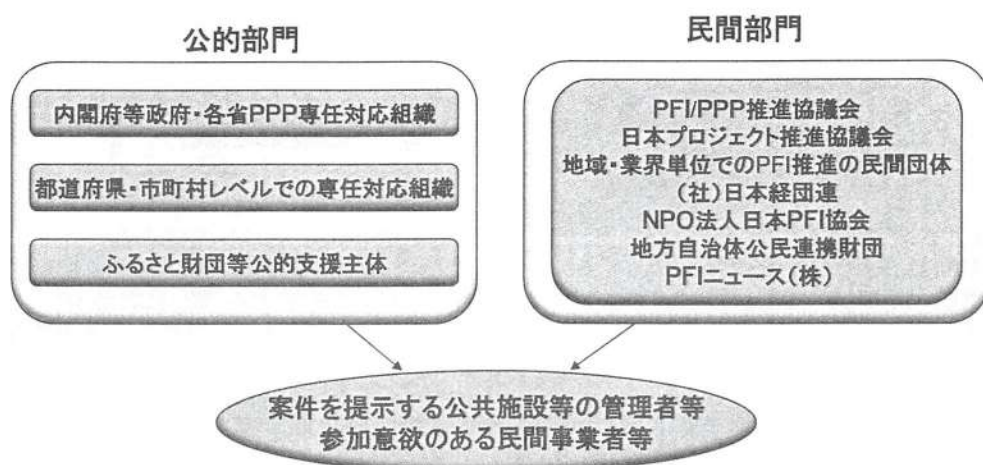 公的部門
内閣府等政府・各省PPP専任対応組織
都道府県・市町村レベルでの専任対応組織
ふるさと財団等公的支援主体
民間部門
PFI/PPP推進協議会
日本プロジェクト推進協議会
地域・業界単位でのPFI推進の民間団体
(社)日本経団連
NPO法人日本PFI協会
地方自治体公民連携財団
PFIニュース(株)
案件を提示する公共施設等の管理者等
参加意欲のある民間事業者等